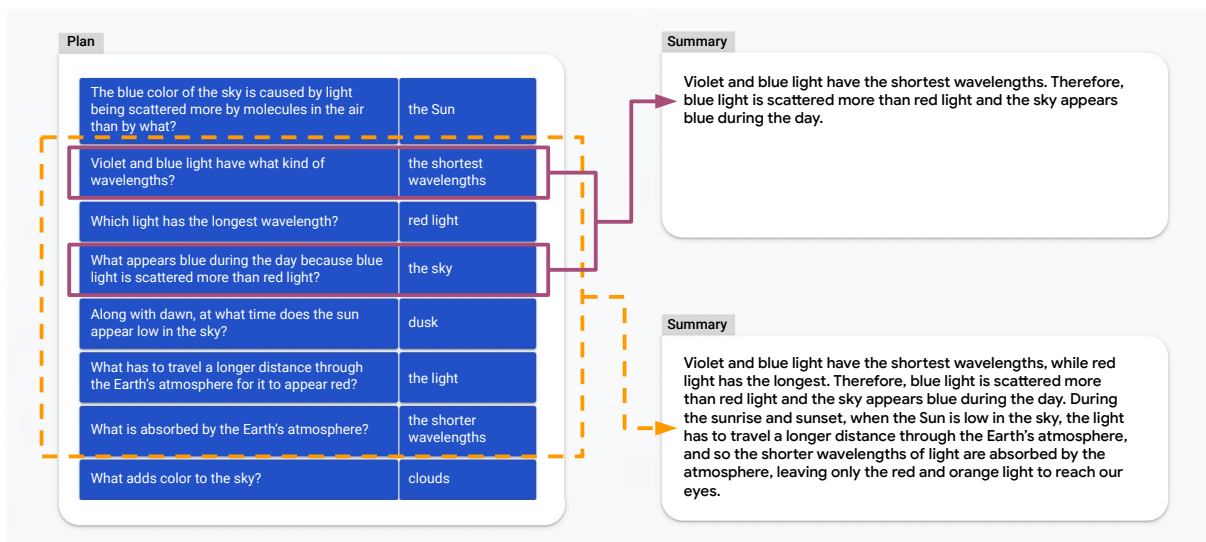 Plan
The blue color of the sky is caused by light
being scattered more by molecules in the air
than by what?
the Sun
Violet and blue light have what kind of
wavelengths?
the shortest
wavelengths
Which light has the longest wavelength?
red light
What appears blue during the day because blue
light is scattered more than red light?
the sky
Along with dawn, at what time does the sun
appear low in the sky?
dusk
What has to travel a longer distance through
the Earth's atmosphere for it to appear red?
the light
What is absorbed by the Earth's atmosphere?
the shorter
wavelengths
What adds color to the sky?
clouds
Summary
Violet and blue light have the shortest wavelengths. Therefore,
blue light is scattered more than red light and the sky appears
blue during the day.
Summary
Violet and blue light have the shortest wavelengths, while red
light has the longest. Therefore, blue light is scattered more
than red light and the sky appears blue during the day. During
the sunrise and sunset, when the Sun is low in the sky, the light
has to travel a longer distance through the Earth's atmosphere,
and so the shorter wavelengths of light are absorbed by the
atmosphere, leaving only the red and orange light to reach our
eyes.